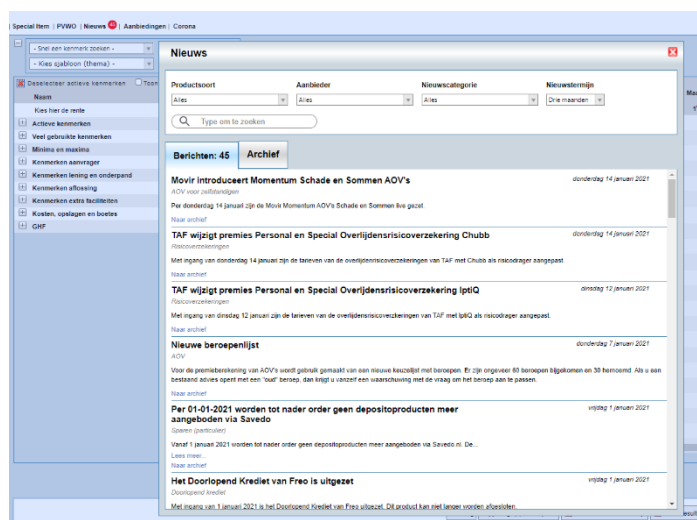 Special Item | PVWO | Nieuws 45 | Aanbiedingen | Corona
- Snel een kenmerk zoeken -
- Kies sjabloon (thema) -
Deselecteer actieve kenmerken Toon
Naam
Kies hier de rente
Actieve kenmerken
Veel gebruikte kenmerken
Minima en maxima
Kenmerken aanvrager
Kenmerken lening en onderpand
Kenmerken aflossing
Kenmerken extra faciliteiten
Kosten, opslagen en boetes
GHF
Nieuws
Productsoort Aanbieder Nieuwscategorie Nieuwstermijn
Alles Alles Alles Drie maanden
Type om te zoeken
Berichten: 45 Archief
Movir introduceert Momentum Schade en Sommen AOV's donderdag 14 januari 2021
AOV voor zelfstandigen
Per donderdag 14 januari zijn de Movir Momentum AOV's Schade en Sommen live gezet.
Naar archief
TAF wijzigt premies Personal en Special Overlijdensrisicoverzekering Chubb donderdag 14 januari 2021
Risicoverzekeringen
Met ingang van donderdag 14 januari zijn de tarieven van de overlijdensrisicoverzekeringen van TAF met Chubb als risicodrager aangepast.
Naar archief
TAF wijzigt premies Personal en Special Overlijdensrisicoverzekering IptiQ dinsdag 12 januari 2021
Risicoverzekeringen
Met ingang van dinsdag 12 januari zijn de tarieven van de overlijdensrisicoverzekeringen van TAF met IptiQ als risicodrager aangepast.
Naar archief
Nieuwe beroepenlijst donderdag 7 januari 2021
AOV
Voor de premieberekening van AOV's wordt gebruik gemaakt van een nieuwe keuzelijst met beroepen. Er zijn ongeveer 60 beroepen bijgekomen en 30 hernoemd. Als u een
bestaand advies opent met een "oud" beroep, dan krijgt u vanzelf een waarschuwing met de vraag om het beroep aan te passen.
Naar archief
Per 01-01-2021 worden tot nader order geen depositoproducten meer vrijdag 1 januari 2021
aangeboden via Savedo
Sparen (particulier)
Vanaf 1 januari 2021 worden tot nader order geen depositoproducten meer aangeboden via Savedo.nl. De...
Lees meer...
Naar archief
Het Doorlopend Krediet van Freo is uitgezet vrijdag 1 januari 2021
Doorlopend krediet
Met ingang van 1 januari 2021 is het Doorlopend Krediet van Freo uitgezet. Dit product kan niet langer worden afgesloten.